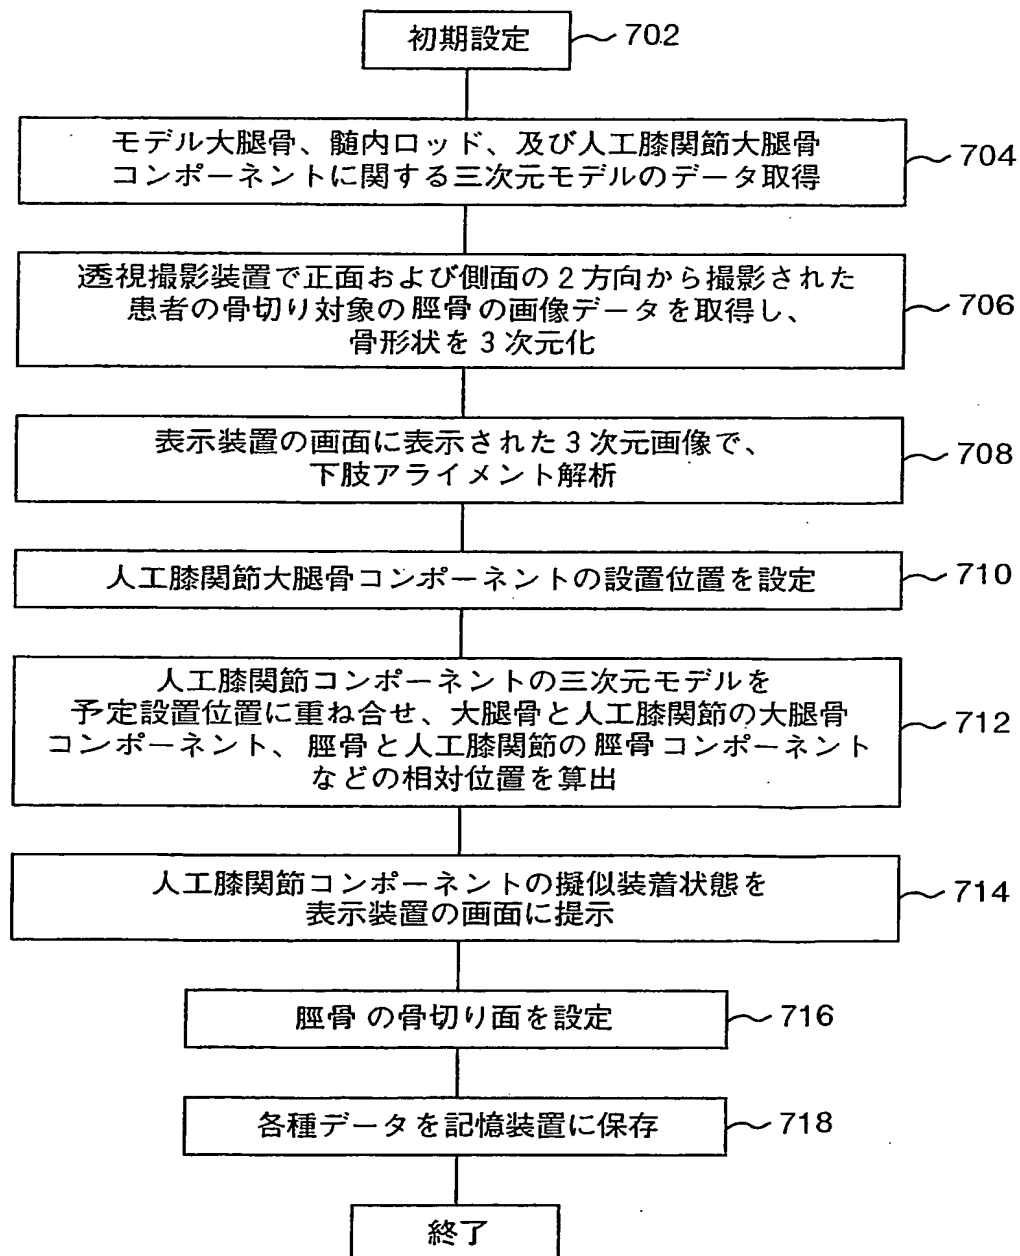 初期設定
702
モデル大腿骨、髄内ロッド、及び人工膝関節大腿骨
コンポーネントに関する三次元モデルのデータ取得
704
透視撮影装置で正面および側面の2方向から撮影された
患者の骨切り対象の脛骨の画像データを取得し、
骨形状を3次元化
706
表示装置の画面に表示された3次元画像で、
下肢アライメント解析
708
人工膝関節大腿骨コンポーネントの設置位置を設定
710
人工膝関節コンポーネントの三次元モデルを
予定設置位置に重ね合せ、大腿骨と人工膝関節の大腿骨
コンポーネント、脛骨と人工膝関節の脛骨コンポーネント
などの相対位置を算出
712
人工膝関節コンポーネントの擬似装着状態を
表示装置の画面に提示
714
脛骨の骨切り面を設定
716
各種データを記憶装置に保存
718
終了